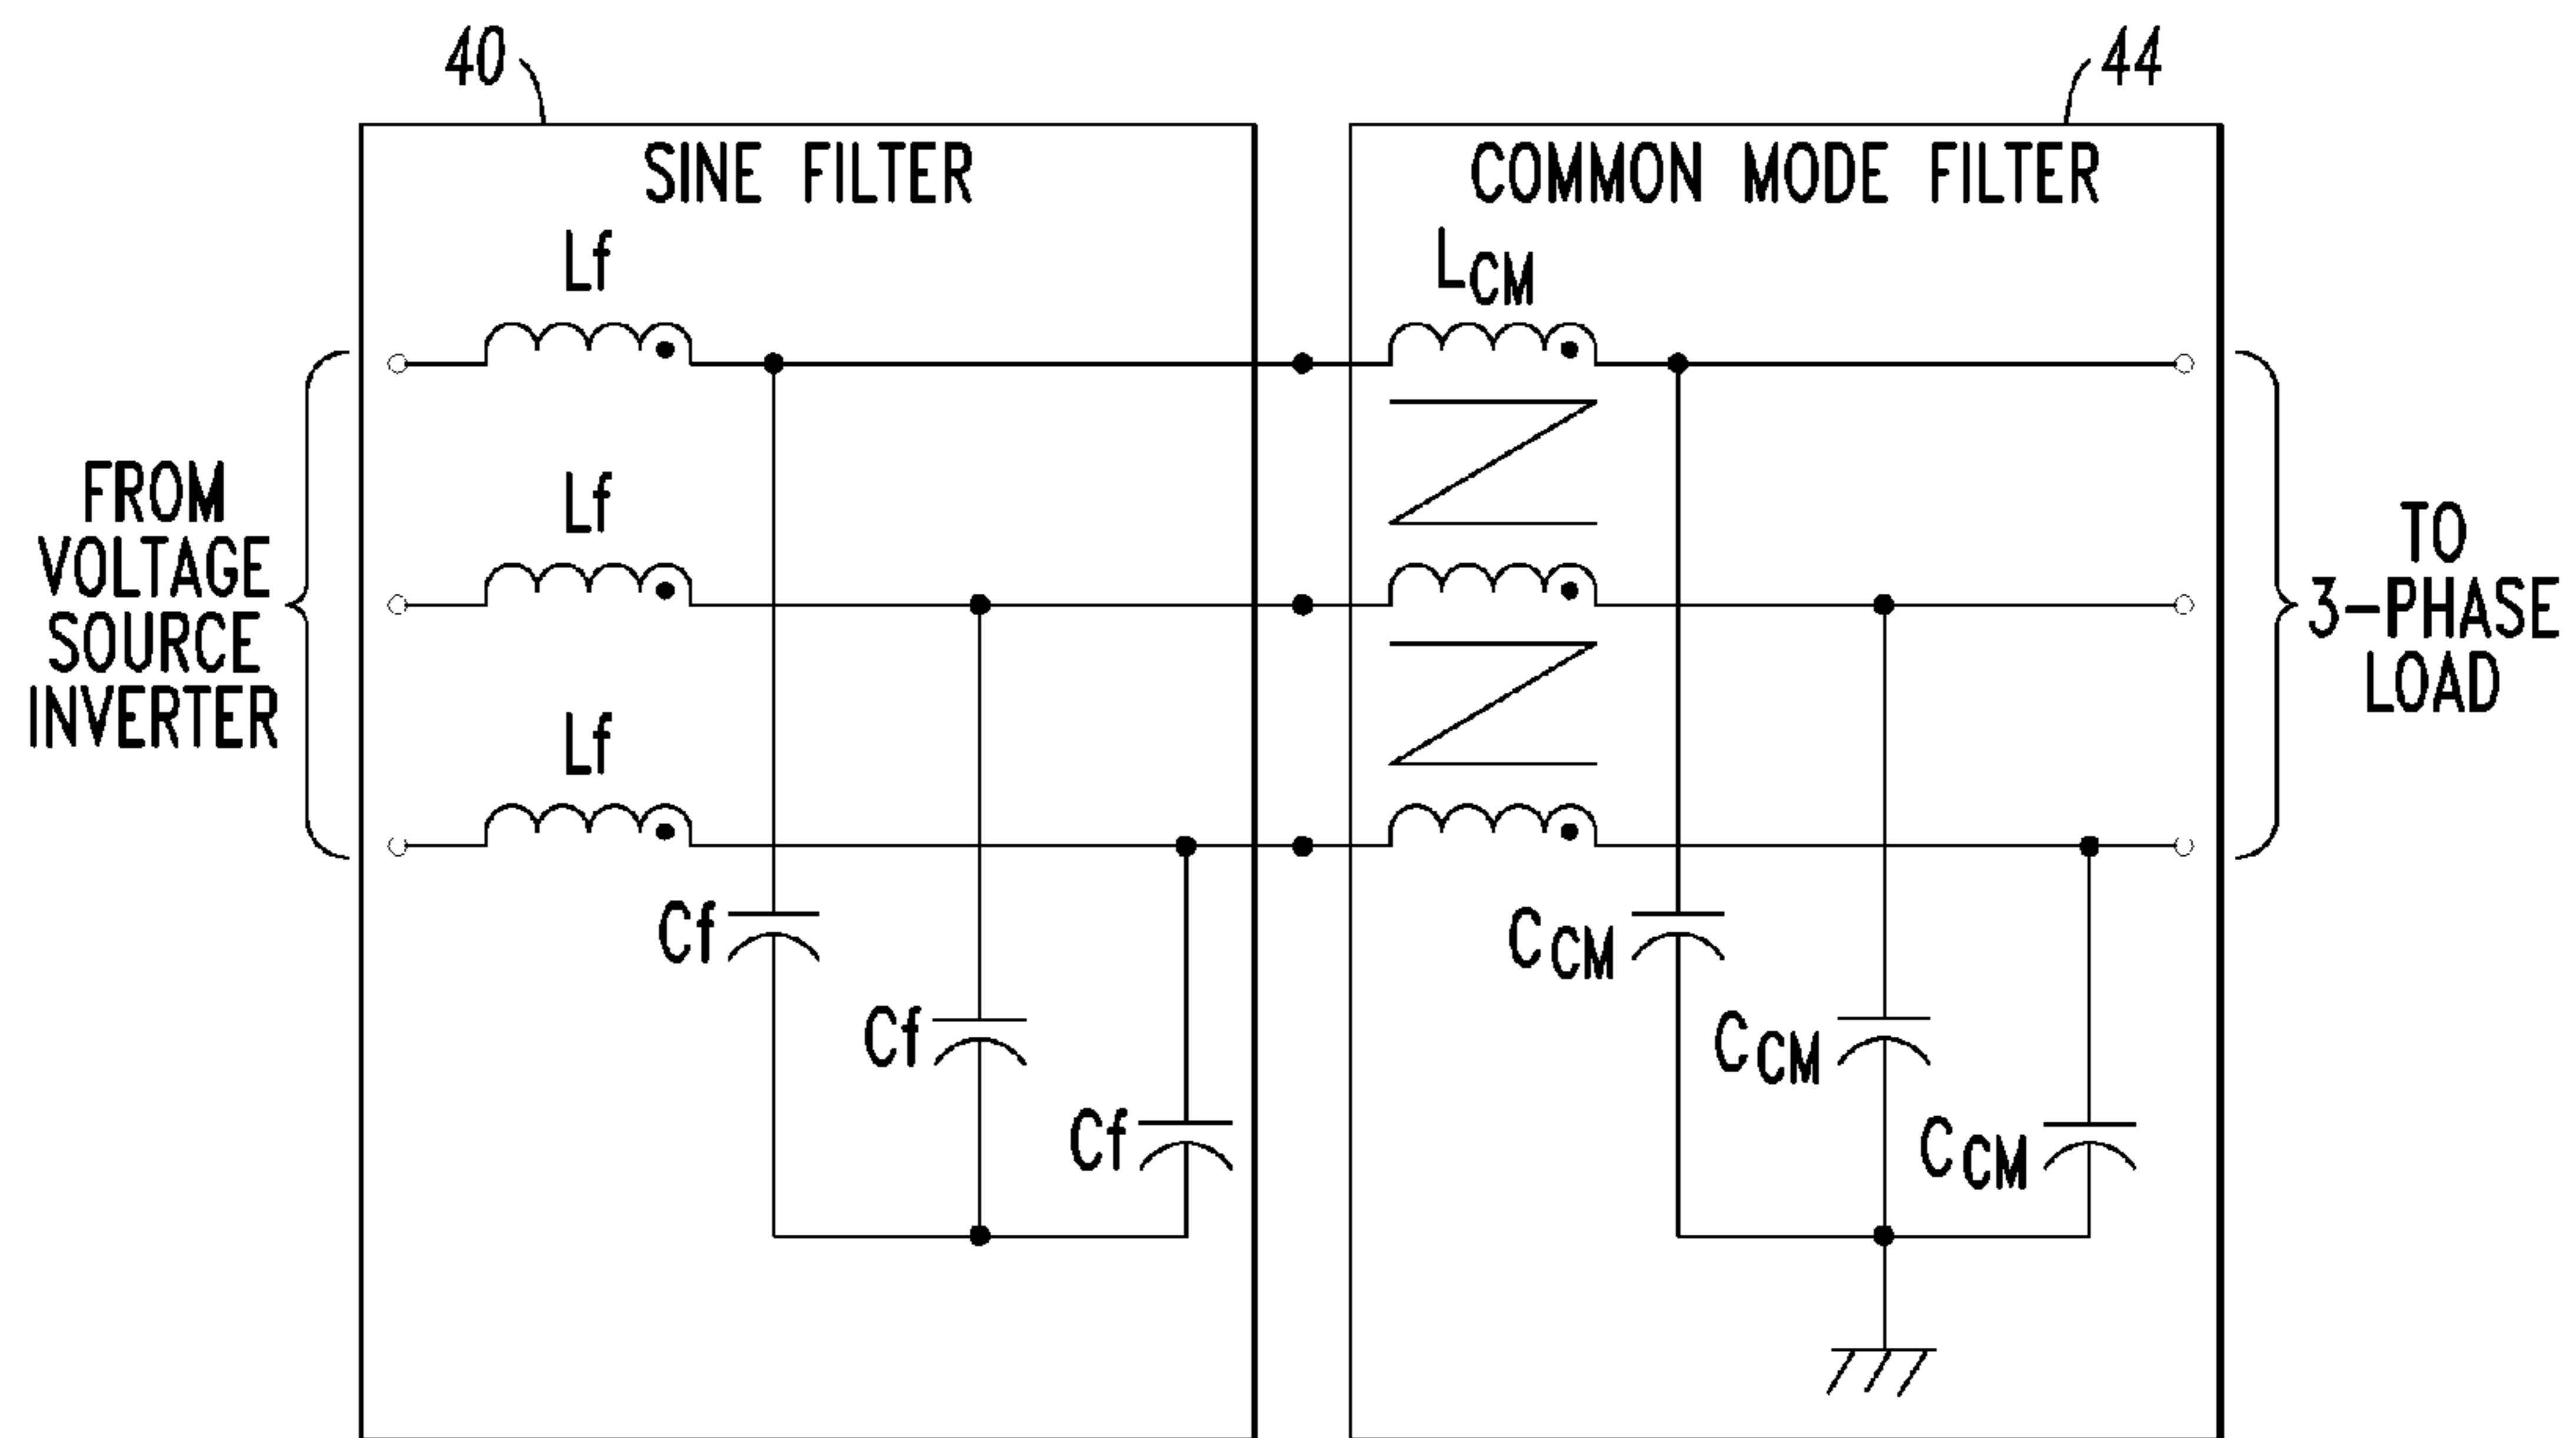 40
44
SINE FILTER
COMMON MODE FILTER
Lf
LCM
Lf
Lf
FROM
VOLTAGE
SOURCE
INVERTER
TO
3-PHASE
LOAD
Cf
Cf
Cf
CCM
CCM
CCM